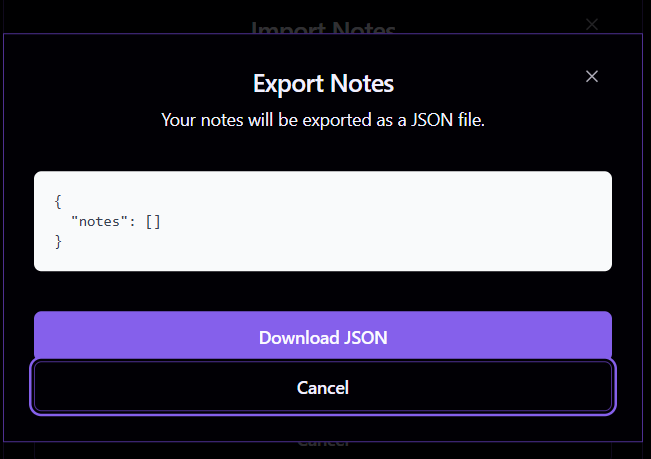 Import Notes
Export Notes
Your notes will be exported as a JSON file.
{
  "notes": []
}
Download JSON
Cancel
Cancel